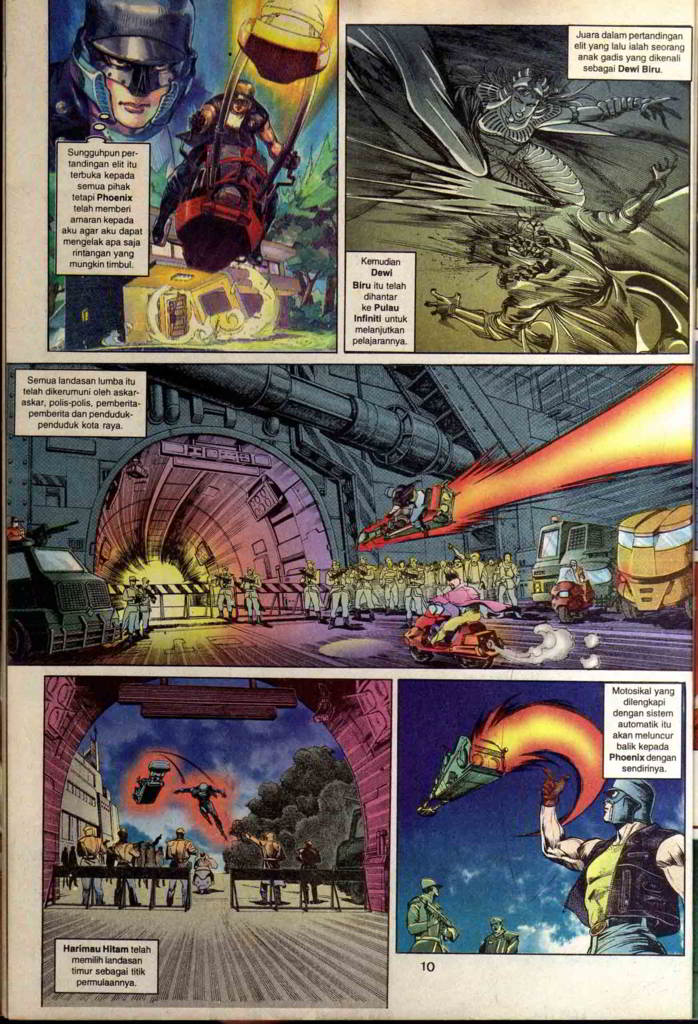 Sungguhpun per-
tandingan elit itu
terbuka kepada
semua pihak
tetapi Phoenix
telah memberi
amaran kepada
aku agar aku dapat
mengelak apa saja
rintangan yang
mungkin timbul.
Juara dalam pertandingan
elit yang lalu ialah seorang
anak gadis yang dikenali
sebagai Dewi Biru.
Kemudian
Dewi
Biru itu telah
dihantar
ke Pulau
Infiniti untuk
melanjutkan
pelajarannya.
Semua landasan lumba itu
telah dikerumuni oleh askar-
askar, polis-polis, pemberita-
pemberita dan penduduk-
penduduk kota raya.
Harimau Hitam telah
memilih landasan
timur sebagai titik
permulaannya.
Motosikal yang
dilengkapi
dengan sistem
automatik itu
akan meluncur
balik kepada
Phoenix dengan
sendirinya.
10